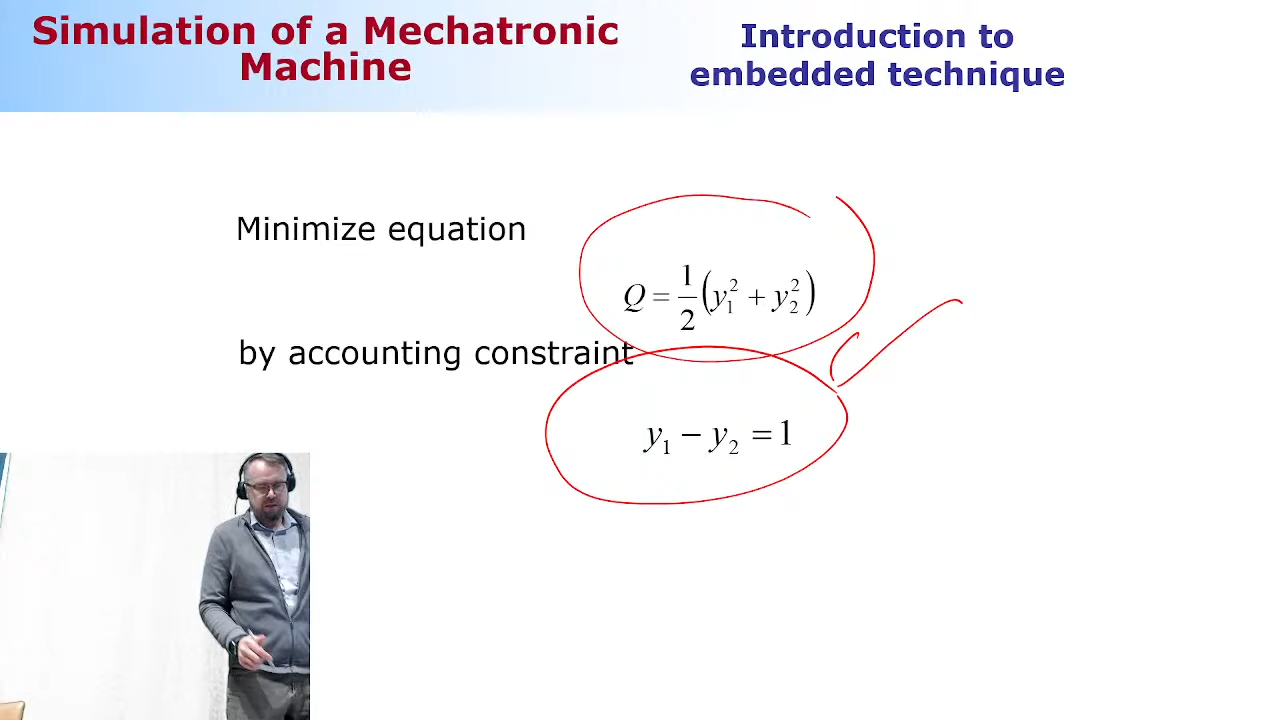 Simulation of a Mechatronic
Machine
Introduction to
embedded technique
Minimize equation
Q = 1/2 (y₁² + y₂²)
by accounting constraint
y₁ − y₂ = 1